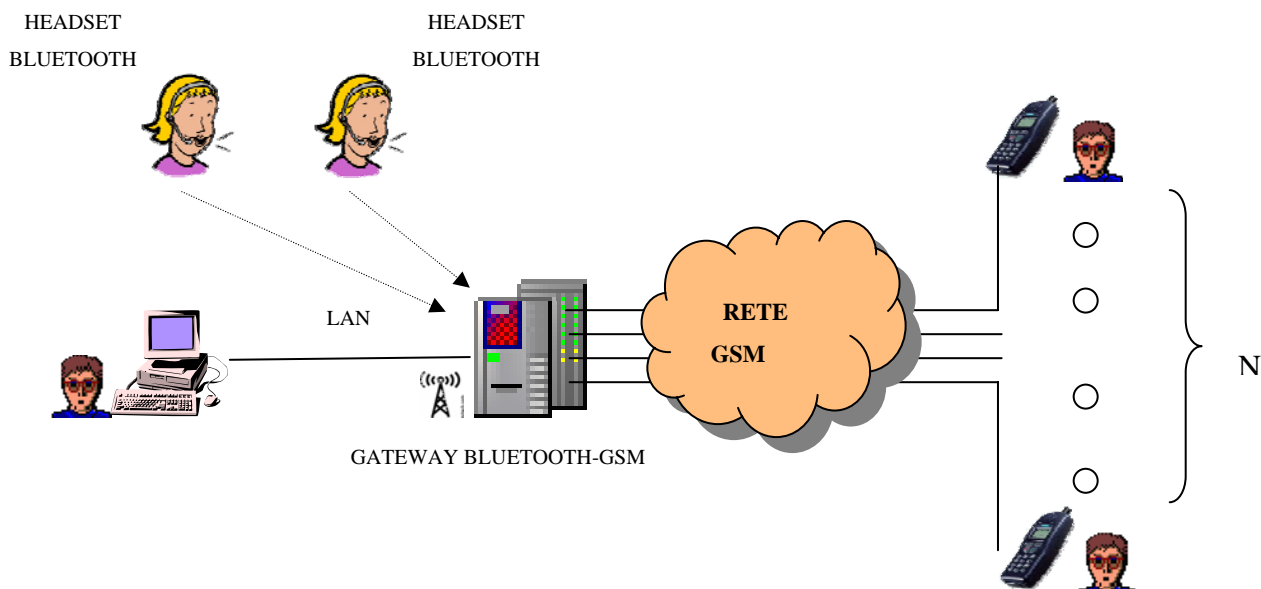 HEADSET
BLUETOOTH
HEADSET
BLUETOOTH
LAN
RETE
GSM
N
GATEWAY BLUETOOTH-GSM